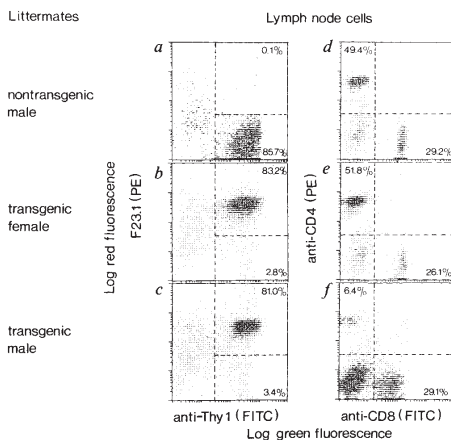 Littermates
Lymph node cells
a
0.1%
85.7%
d
49.4%
29.2%
nontransgenic
male
b
83.2%
2.8%
e
51.8%
26.1%
transgenic
female
c
81.0%
3.4%
f
6.4%
29.1%
transgenic
male
Log red fluorescence
F23.1 (PE)
anti-CD4 (PE)
anti-Thy1 (FITC)
anti-CD8 (FITC)
Log green fluorescence